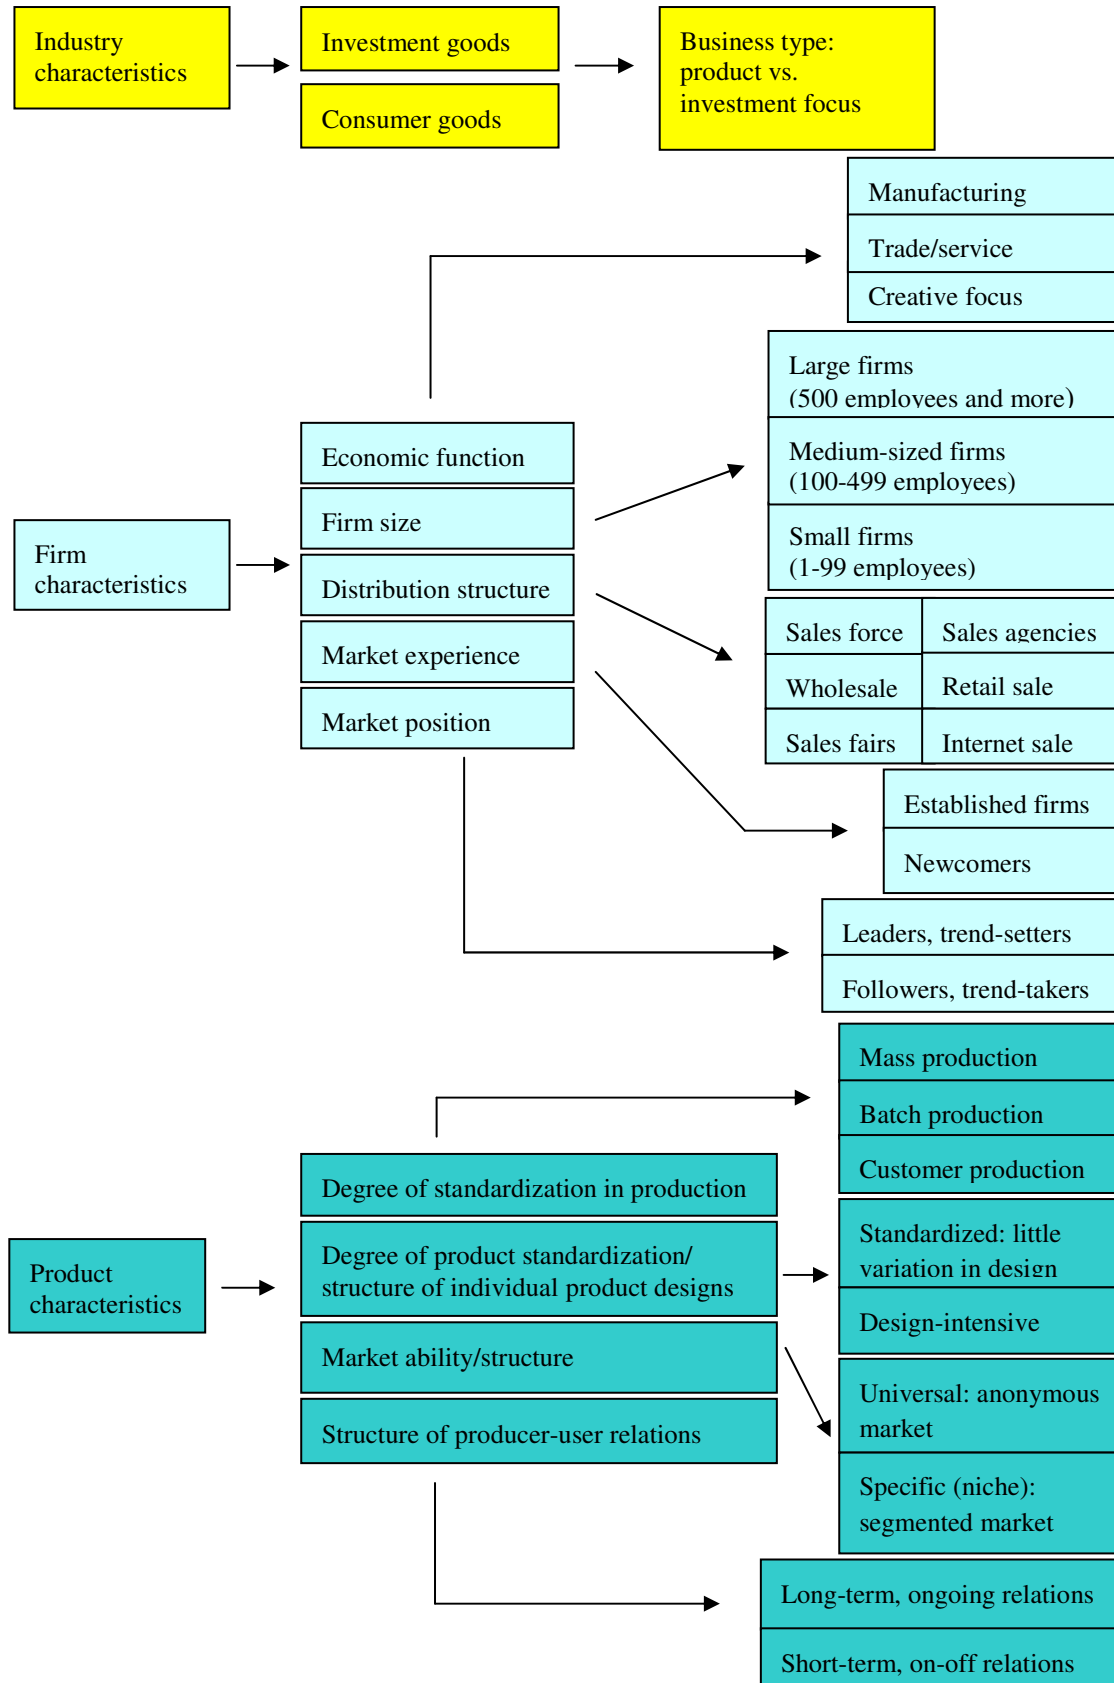 Industry
characteristics
Investment goods
Consumer goods
Business type:
product vs.
investment focus
Manufacturing
Trade/service
Creative focus
Large firms
(500 employees and more)
Medium-sized firms
(100-499 employees)
Small firms
(1-99 employees)
Economic function
Firm size
Distribution structure
Market experience
Market position
Firm
characteristics
Sales force
Sales agencies
Wholesale
Retail sale
Sales fairs
Internet sale
Established firms
Newcomers
Leaders, trend-setters
Followers, trend-takers
Mass production
Batch production
Customer production
Degree of standardization in production
Degree of product standardization/
structure of individual product designs
Market ability/structure
Structure of producer-user relations
Product
characteristics
Standardized: little
variation in design
Design-intensive
Universal: anonymous
market
Specific (niche):
segmented market
Long-term, ongoing relations
Short-term, on-off relations